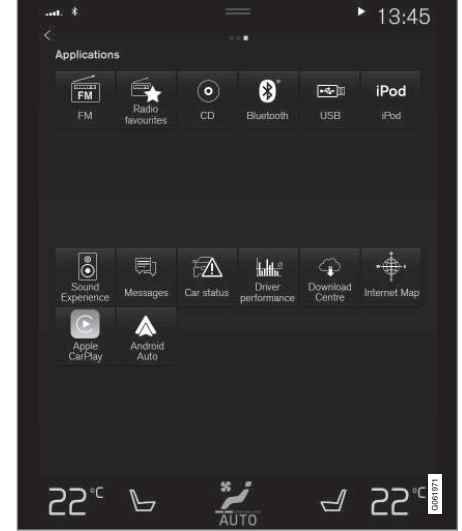 13:45
Applications
FM
iPod
FM
Radio
favourites
CD
Bluetooth
USB
iPod
Sound
Experience
Messages
Car status
Driver
performance
Download
Centre
Internet Map
Apple
CarPlay
Android
Auto
22°C
AUTO
22°C
G061971